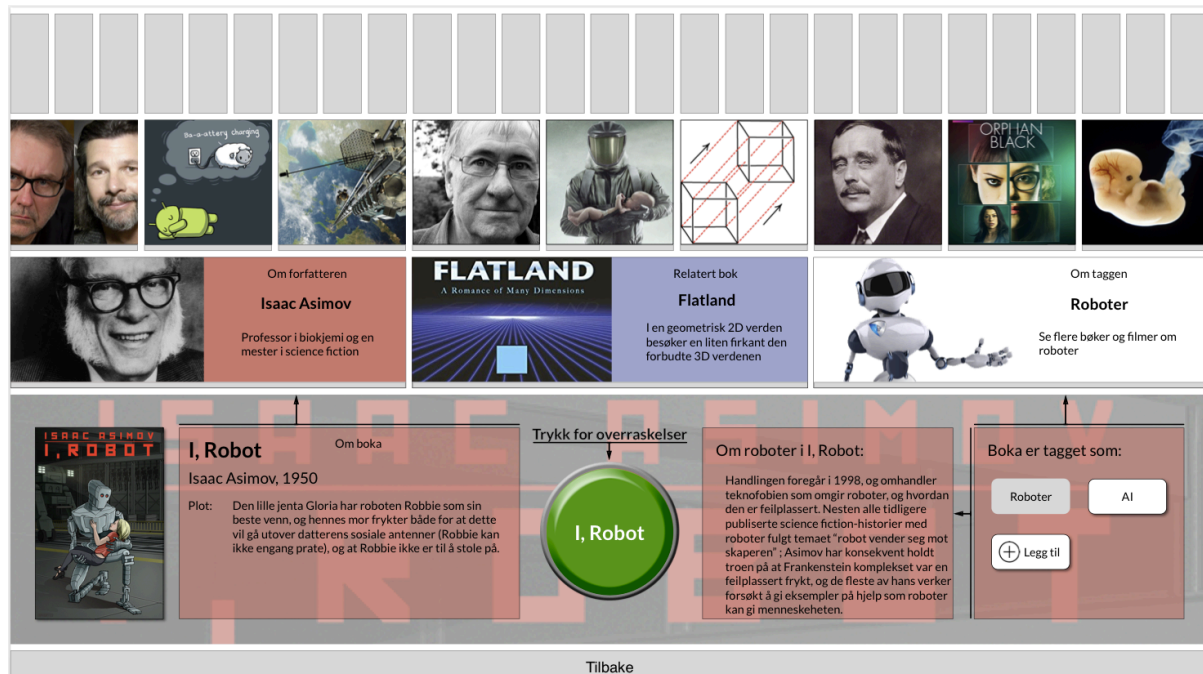 Ba-a-attery charging
ORPHAN
BLACK
Om forfatteren
Isaac Asimov
Professor i biokjemi og en
mester i science fiction
FLATLAND
A Romance of Many Dimensions
Relatert bok
Flatland
I en geometrisk 2D verden
besøker en liten firkant den
forbudte 3D verdenen
Om taggen
Roboter
Se flere bøker og filmer om
roboter
ISAAC ASIMOV
I, ROBOT
ISAAC ASIMOV
I, ROBOT
I, Robot
Om boka
Isaac Asimov, 1950
Plot:
Den lille jenta Gloria har roboten Robbie som sin
beste venn, og hennes mor frykter både for at dette
vil gå utover datterens sosiale antenner (Robbie kan
ikke engang prate), og at Robbie ikke er til å stole på.
Trykk for overraskelser
I, Robot
Om roboter i I, Robot:
Handlingen foregår i 1998, og omhandler
teknofobien som omgir roboter, og hvordan
den er feilplassert. Nesten alle tidligere
publiserte science fiction-historier med
roboter fulgt temaet “robot vender seg mot
skaperen” ; Asimov har konsekvent holdt
troen på at Frankenstein komplekset var en
feilplassert frykt, og de fleste av hans verker
forsøkt å gi eksempler på hjelp som roboter
kan gi menneskeheten.
Boka er tagget som:
Roboter
AI
Legg til
Tilbake